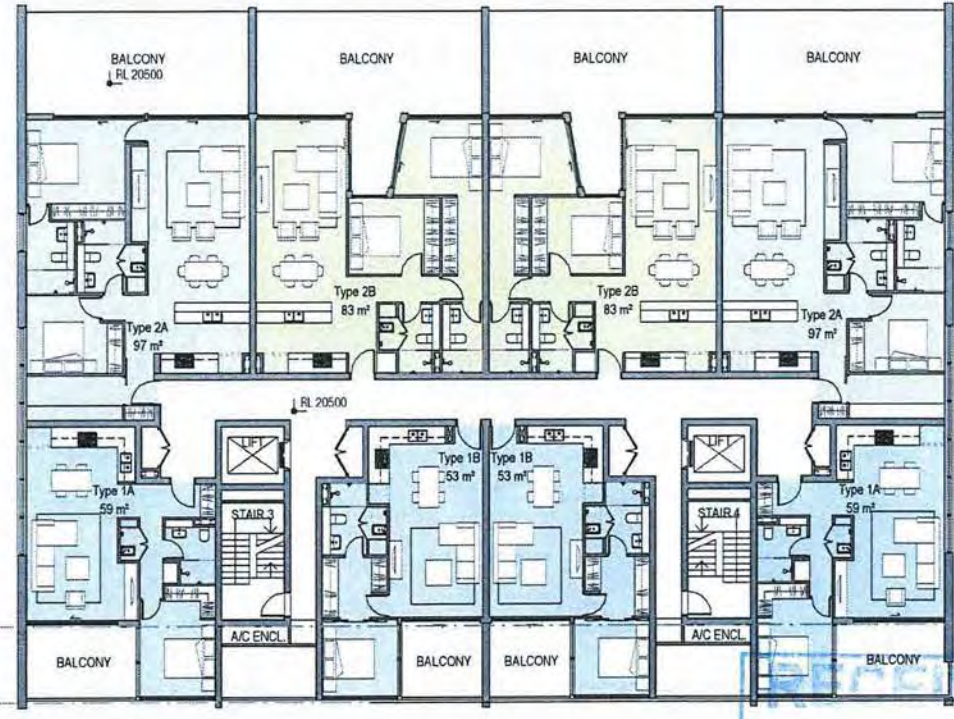 BALCONY
RL 20500
BALCONY
BALCONY
BALCONY
Type 2A
97 m²
Type 2B
83 m²
Type 2B
83 m²
Type 2A
97 m²
RL 20500
Type 1A
59 m²
LIFT
STAIR 3
Type 1B
53 m²
Type 1B
53 m²
LIFT
STAIR 4
Type 1A
59 m²
A/C ENCL.
A/C ENCL.
BALCONY
BALCONY
BALCONY
BALCONY